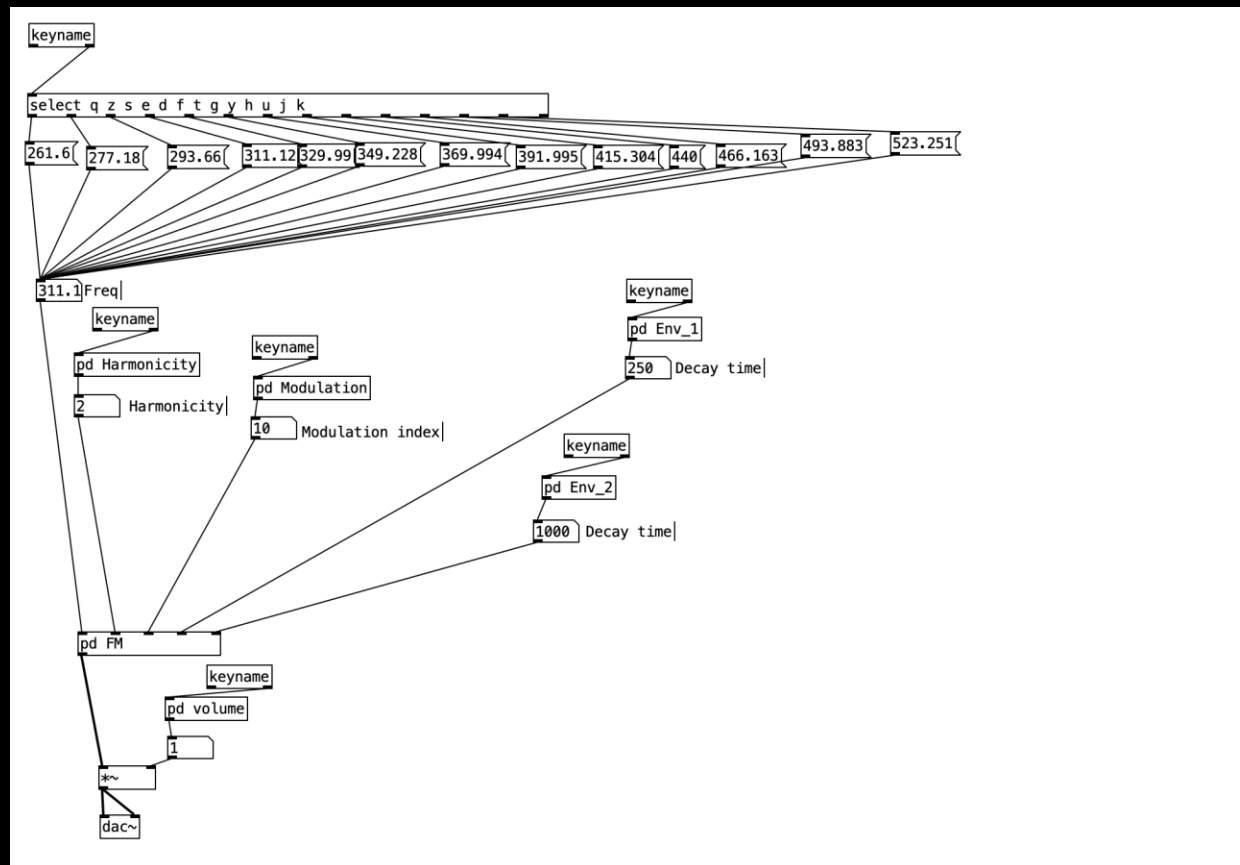 keyname
select q z s e d f t g y h u j k
261.6 277.18 293.66 311.12 329.99 349.228 369.994 391.995 415.304 440 466.163 493.883 523.251
311.1 Freq
keyname
keyname
pd Env_1
250 Decay time
pd Harmonicity
2 Harmonicity
keyname
pd Modulation
10 Modulation index
keyname
pd Env_2
1000 Decay time
pd FM
keyname
pd volume
1
*~
dac~